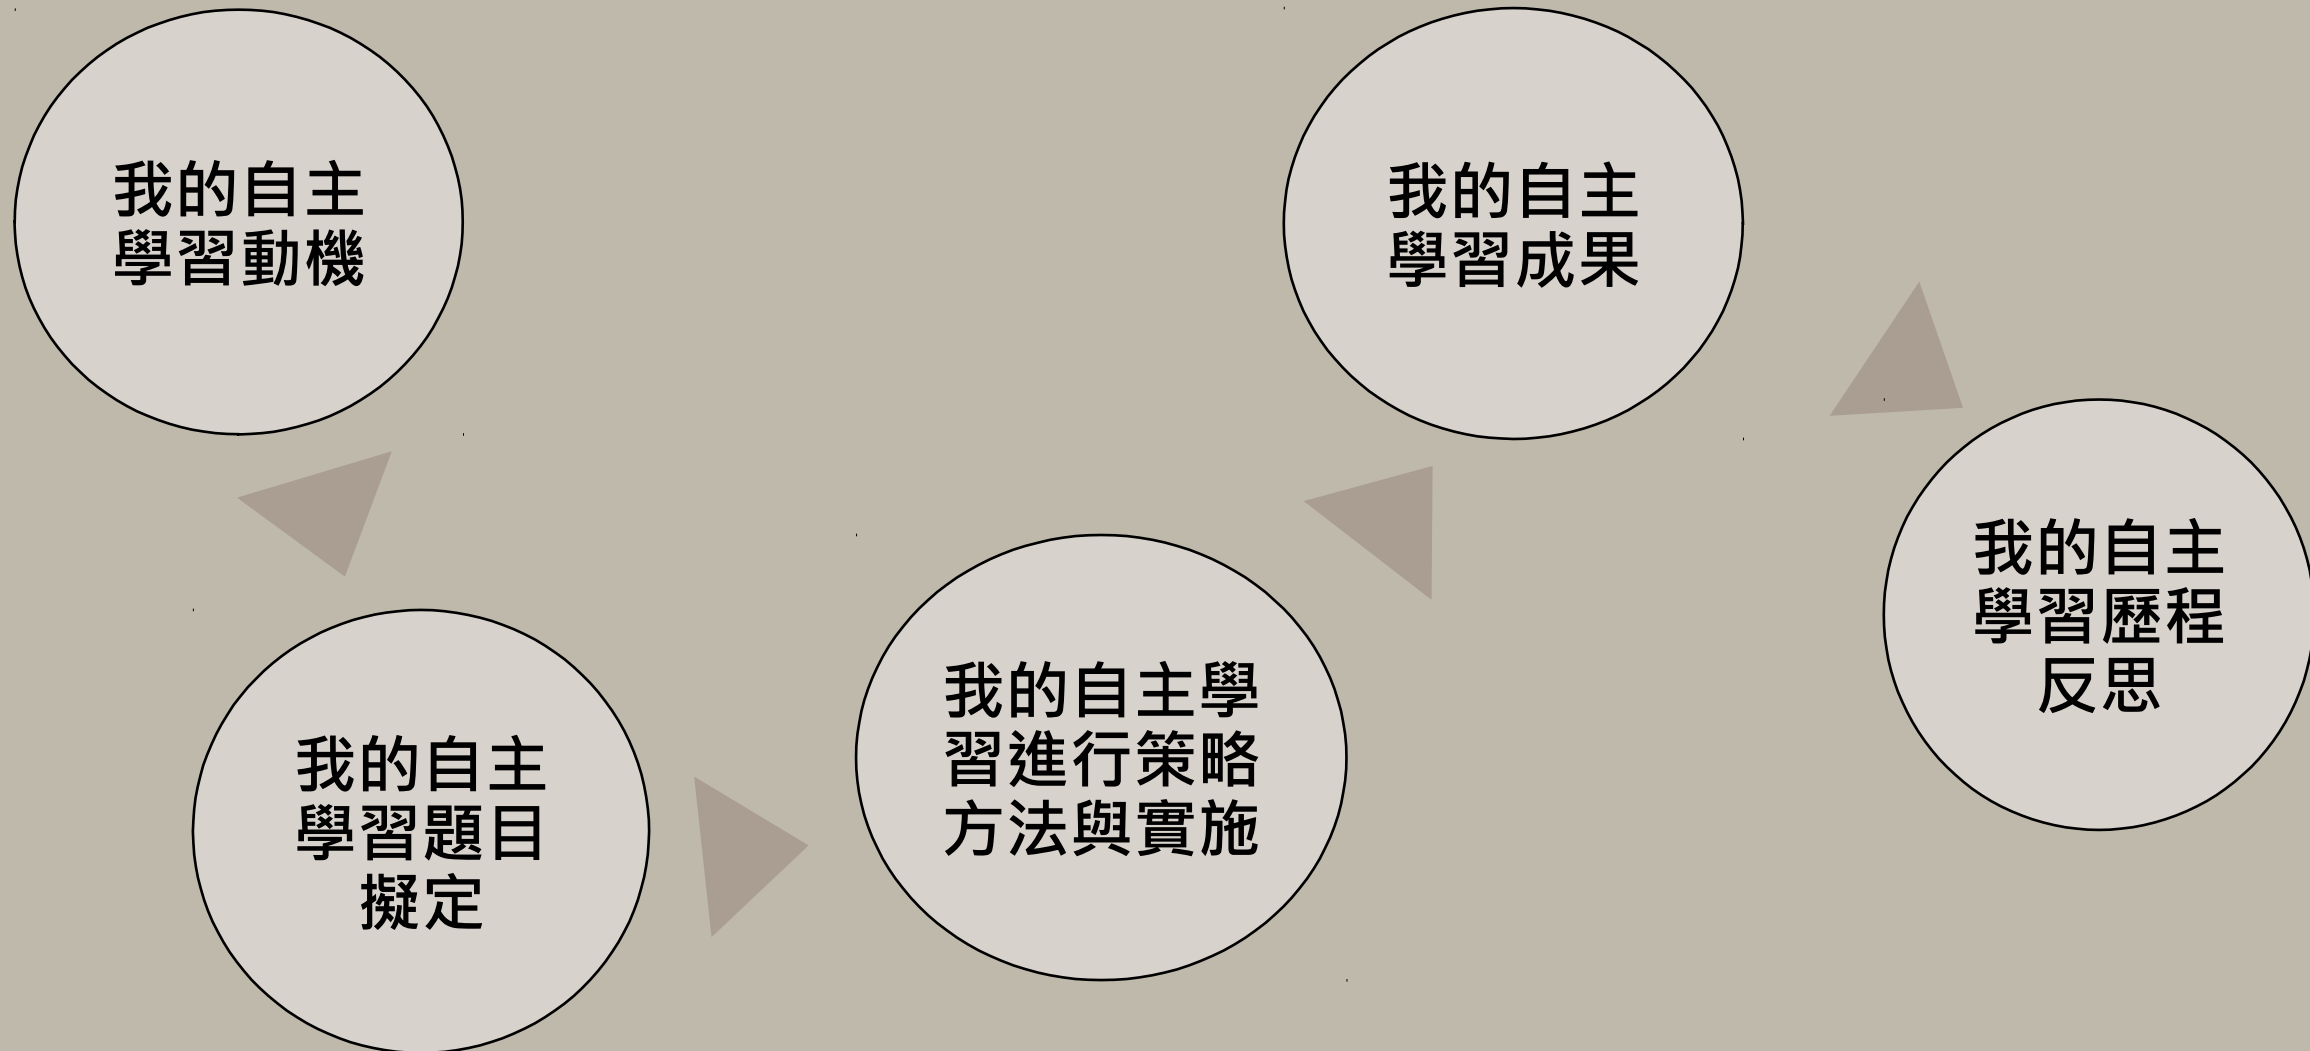 我的自主
學習動機
我的自主
學習題目
擬定
我的自主學
習進行策略
方法與實施
我的自主
學習成果
我的自主
學習歷程
反思